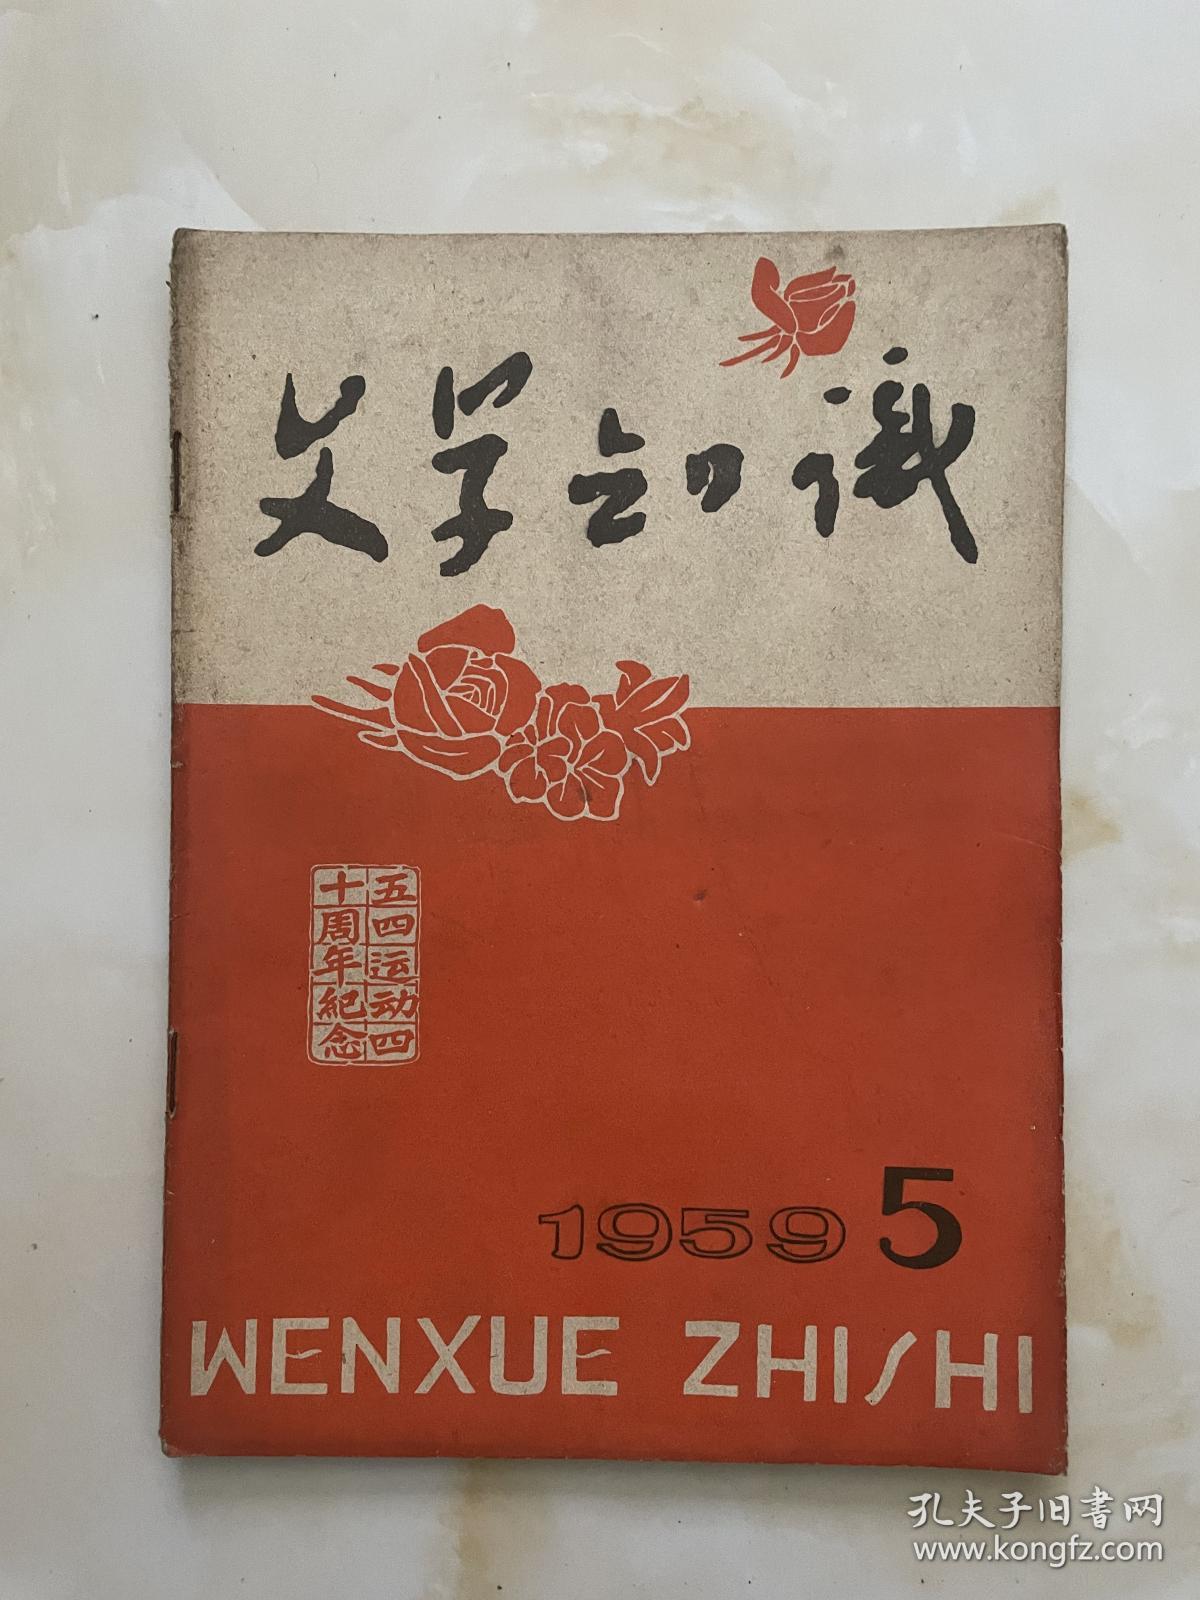 文学知识
五四运动四
十周年紀念
1959 5
WENXUE ZHISHI
孔夫子旧書网
www.kongfz.com